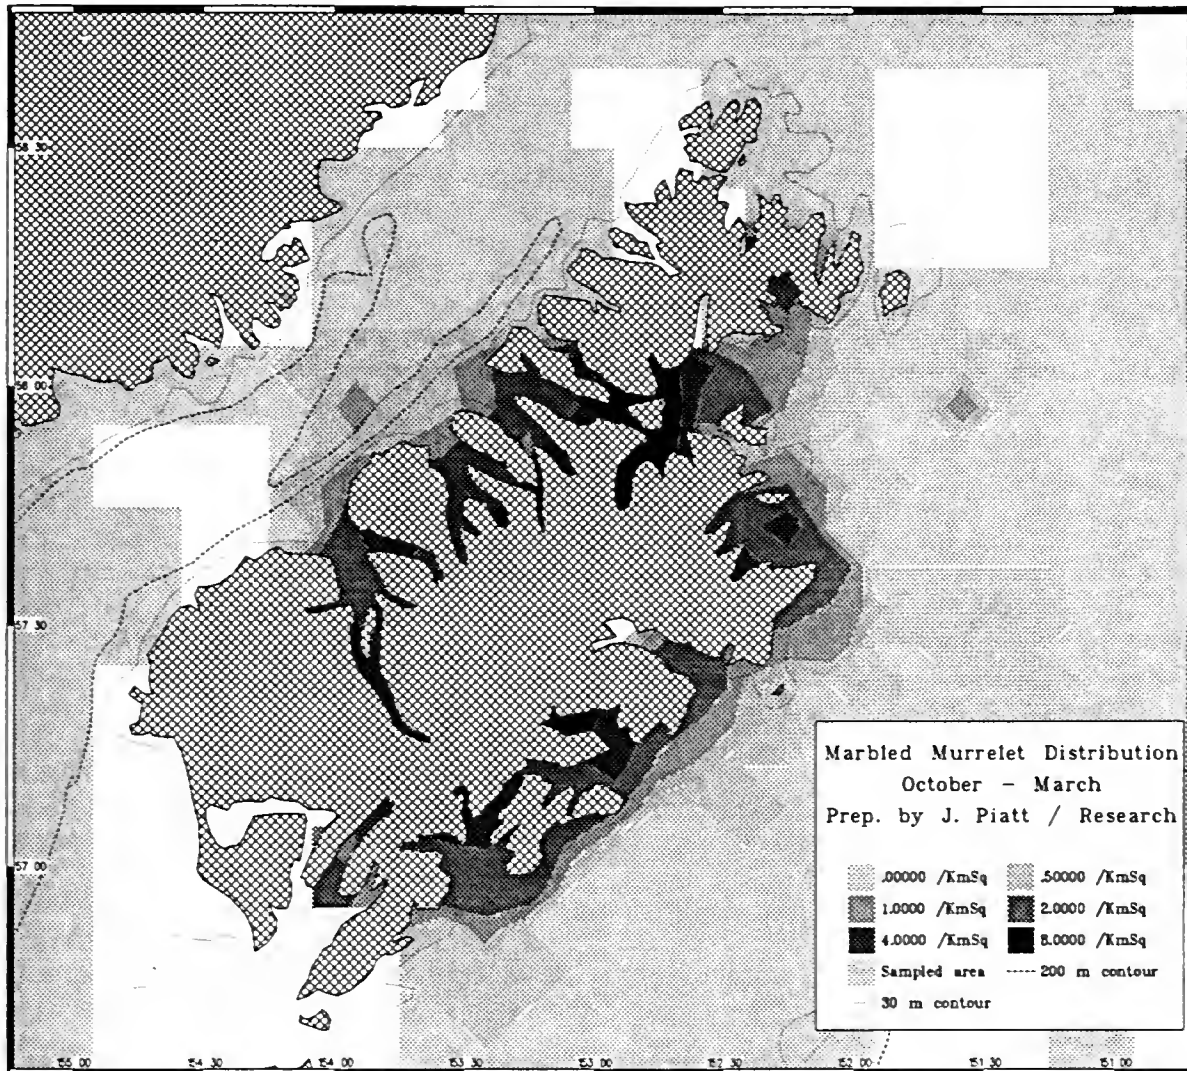 58 30
58 00
57 30
57 00
Marbled Murrelet Distribution
October - March
Prep. by J. Piatt / Research
.00000 /KmSq
.50000 /KmSq
1.0000 /KmSq
2.0000 /KmSq
4.0000 /KmSq
8.0000 /KmSq
Sampled area
200 m contour
30 m contour
155 00
154 30
154 00
153 30
153 00
152 30
152 00
151 30
151 00